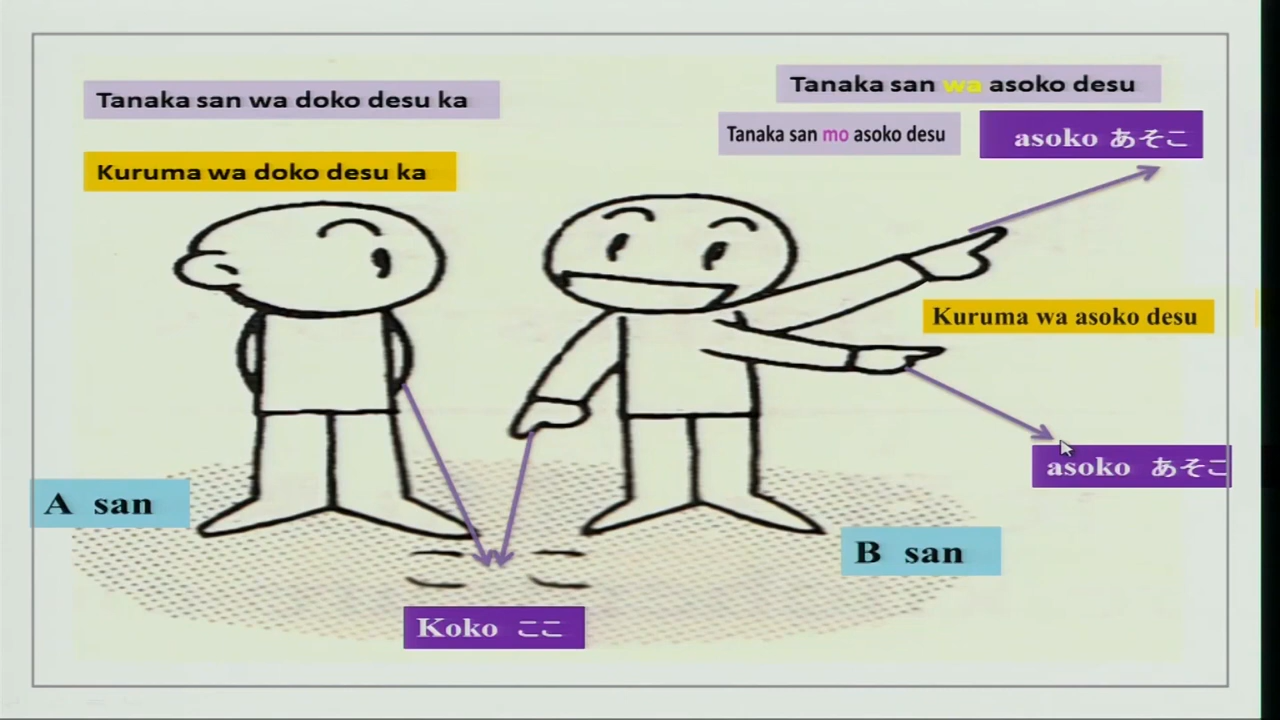 Tanaka san wa doko desu ka
Kuruma wa doko desu ka
Tanaka san wa asoko desu
Tanaka san mo asoko desu
asoko あそこ
Kuruma wa asoko desu
asoko あそこ
A san
B san
Koko ここ